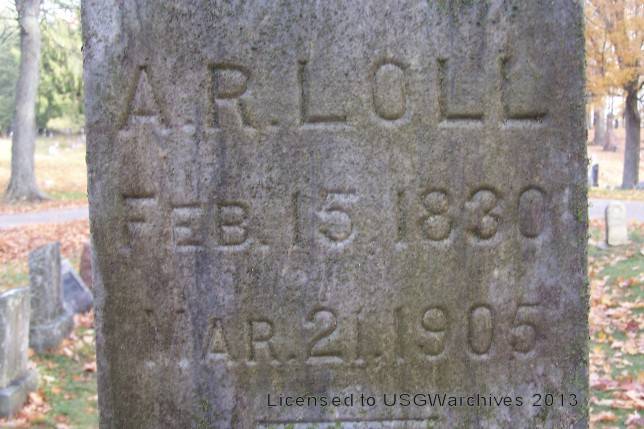 A. R. LOLL
FEB. 15 1830
MAR. 21. 1905
Licensed to USGWarchives 2013